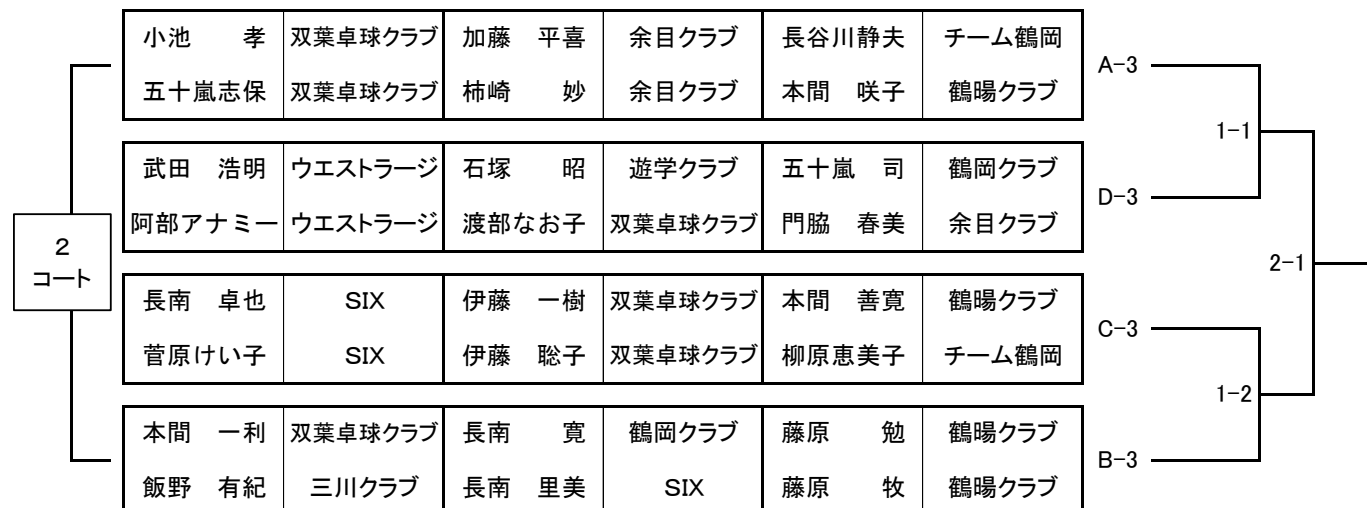 小池　　孝 双葉卓球クラブ 加藤　平喜 余目クラブ 長谷川静夫 チーム鶴岡
五十嵐志保 双葉卓球クラブ 柿崎　　妙 余目クラブ 本間　咲子 鶴暘クラブ
A-3
1-1
武田　浩明 ウエストラージ 石塚　　昭 遊学クラブ 五十嵐　司 鶴岡クラブ
阿部アナミー ウエストラージ 渡部なお子 双葉卓球クラブ 門脇　春美 余目クラブ
D-3
2
コート
2-1
長南　卓也 SIX 伊藤　一樹 双葉卓球クラブ 本間　善寛 鶴暘クラブ
菅原けい子 SIX 伊藤　聡子 双葉卓球クラブ 柳原恵美子 チーム鶴岡
C-3
1-2
本間　一利 双葉卓球クラブ 長南　　寛 鶴岡クラブ 藤原　　勉 鶴暘クラブ
飯野　有紀 三川クラブ 長南　里美 SIX 藤原　　牧 鶴暘クラブ
B-3